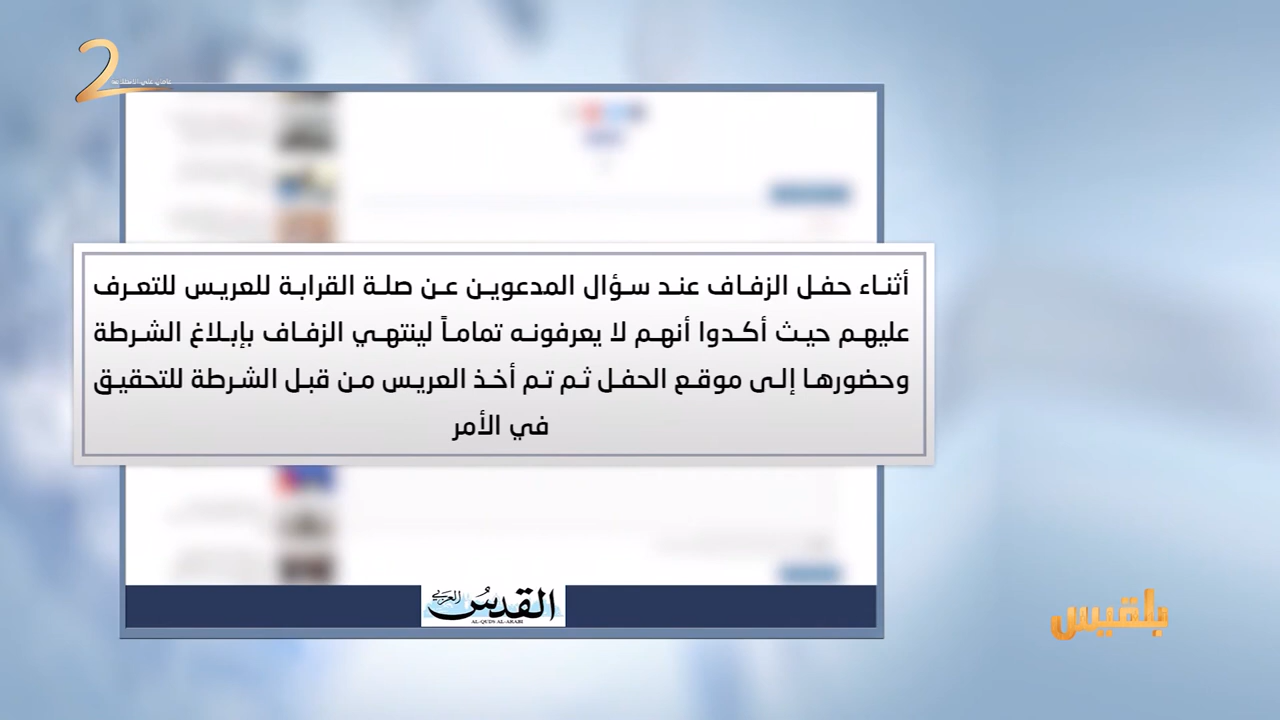 2
أثناء حفل الزفاف عند سؤال المدعوين عن صلة القرابة للعريس للتعرف
عليهم حيث أكدوا أنهم لا يعرفونه تماماً لينتهي الزفاف بإبلاغ الشرطة
وحضورها إلى موقع الحفل ثم تم أخذ العريس من قبل الشرطة للتحقيق
في الأمر
القدس العربي
AL-QUDS AL-ARABI
بلقيس